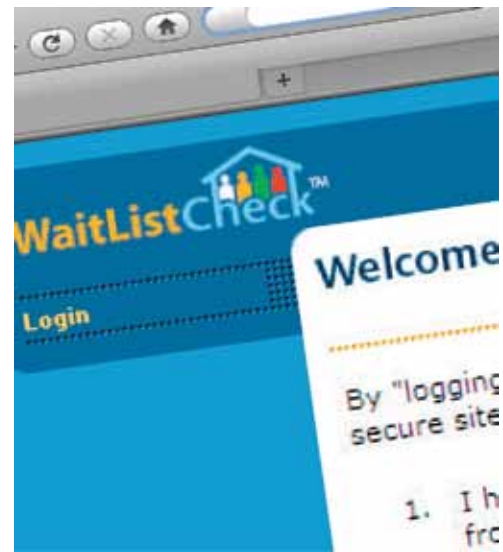 +
WaitListCheck™
Login
Welcome
By "logging
secure site
1. I h
fro